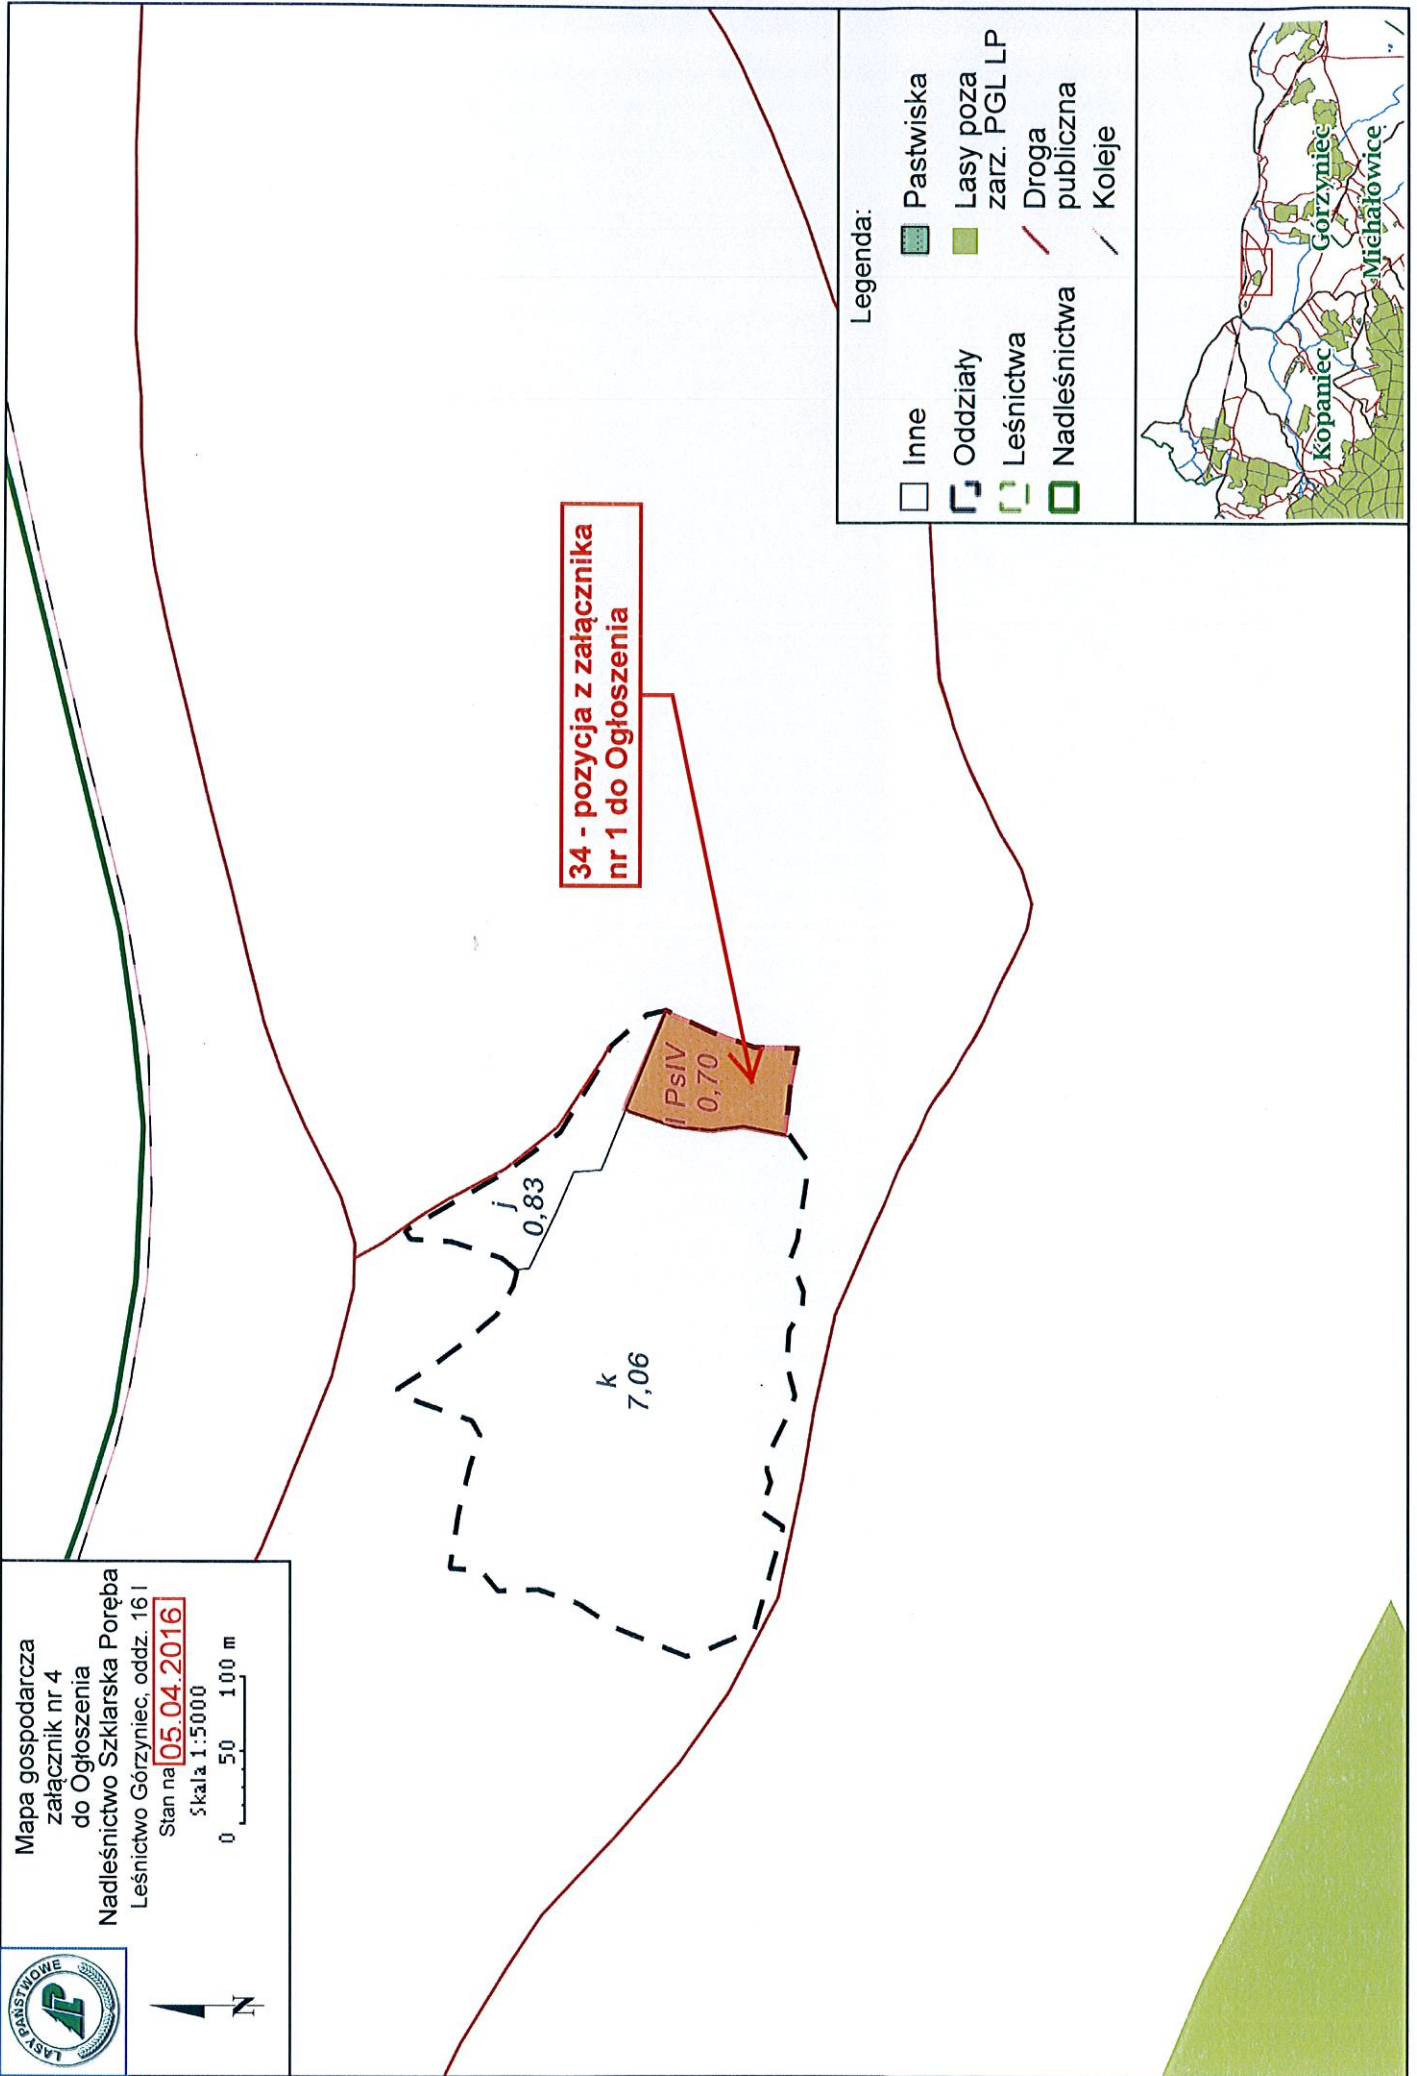 LASY PAŃSTWOWE
LP
Mapa gospodarcza
załącznik nr 4
do Ogłoszenia
Nadleśnictwo Szklarska Poręba
Leśnictwo Górzyniec, oddz. 16 l
Stan na 05.04.2016
Skala 1:5000
0 50 100 m
N
34 - pozycja z załącznika
nr 1 do Ogłoszenia
j
0,83
l PsIV
0,70
k
7,06
Legenda:
Inne
Oddziały
Leśnictwa
Nadleśnictwa
Pastwiska
Lasy poza
zarz. PGL LP
Droga
publiczna
Koleje
Kopaniec
Górzyniec
Michałowice